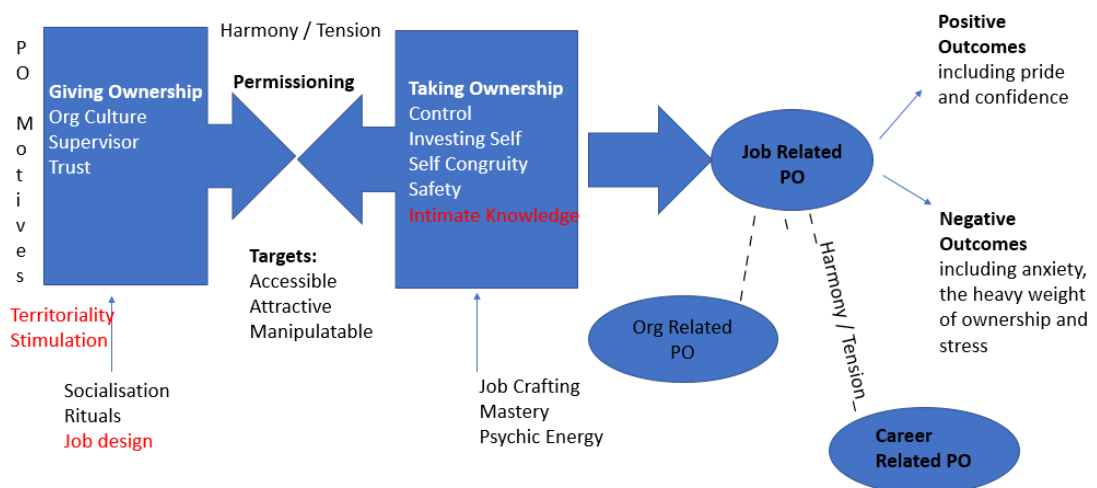 PO Motives
Harmony / Tension
Permissioning
Giving Ownership
Org Culture
Supervisor
Trust
Taking Ownership
Control
Investing Self
Self Congruity
Safety
Intimate Knowledge
Targets:
Accessible
Attractive
Manipulatable
Territoriality
Stimulation
Socialisation
Rituals
Job design
Job Crafting
Mastery
Psychic Energy
Job Related
PO
Org Related
PO
Harmony / Tension
Career
Related PO
Positive
Outcomes
including pride
and confidence
Negative
Outcomes
including anxiety,
the heavy weight
of ownership and
stress